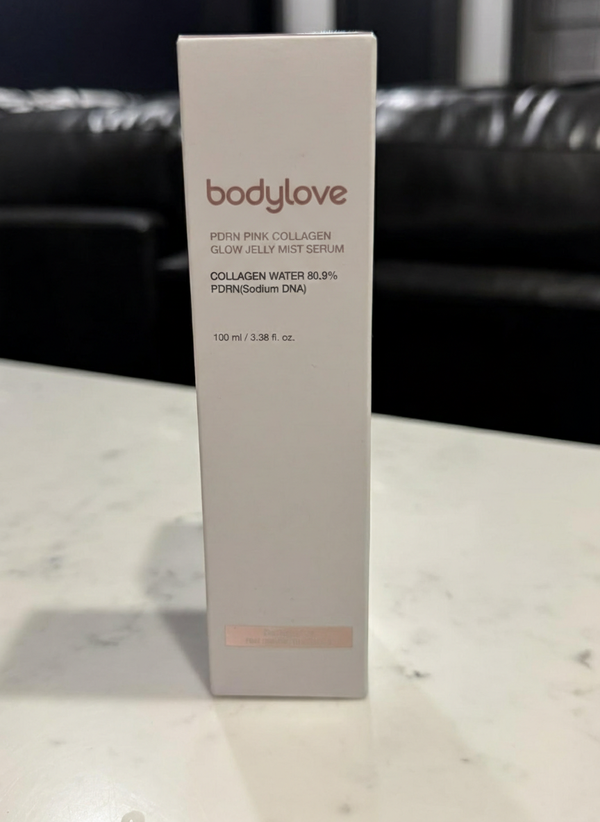 bodylove
PDRN PINK COLLAGEN
GLOW JELLY MIST SERUM
COLLAGEN WATER 80.9%
PDRN(Sodium DNA)
100 ml / 3.38 fl. oz.